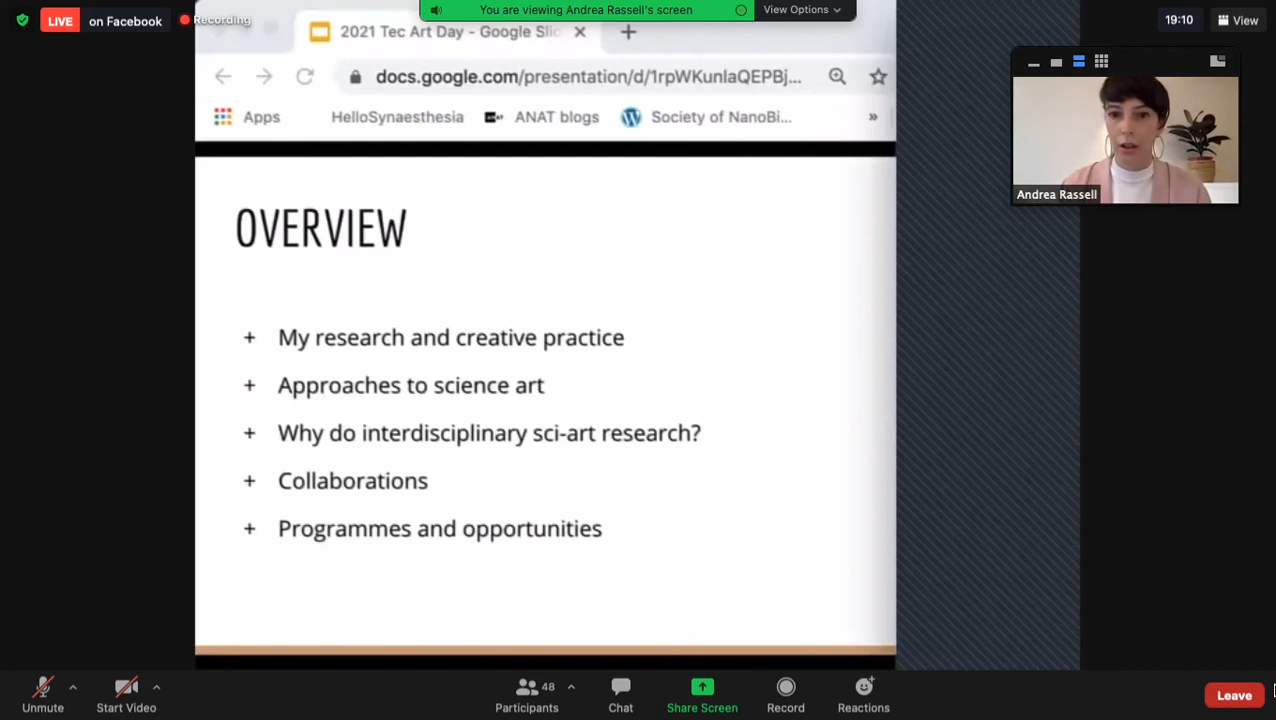 LIVE on Facebook
Recording
You are viewing Andrea Rassell's screen
View Options
19:10
View
2021 Tec Art Day - Google Slic
docs.google.com/presentation/d/1rpWKunlaQEPBj...
Apps HelloSynaesthesia ANAT blogs Society of NanoBi... »
Andrea Rassell
OVERVIEW
+ My research and creative practice
+ Approaches to science art
+ Why do interdisciplinary sci-art research?
+ Collaborations
+ Programmes and opportunities
48
Unmute Start Video Participants Chat Share Screen Record Reactions Leave